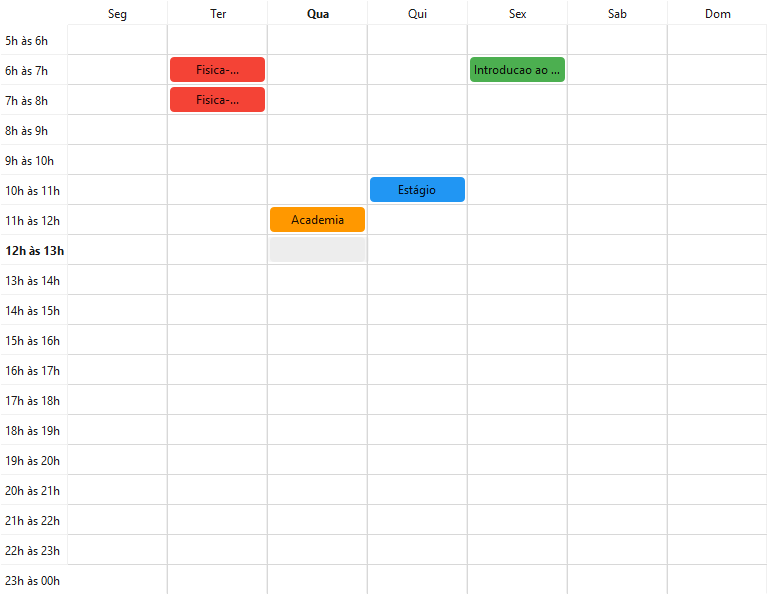 Seg Ter Qua Qui Sex Sab Dom
5h às 6h
6h às 7h Fisica-... Introducao ao ...
7h às 8h Fisica-...
8h às 9h
9h às 10h
10h às 11h Estágio
11h às 12h Academia
12h às 13h
13h às 14h
14h às 15h
15h às 16h
16h às 17h
17h às 18h
18h às 19h
19h às 20h
20h às 21h
21h às 22h
22h às 23h
23h às 00h